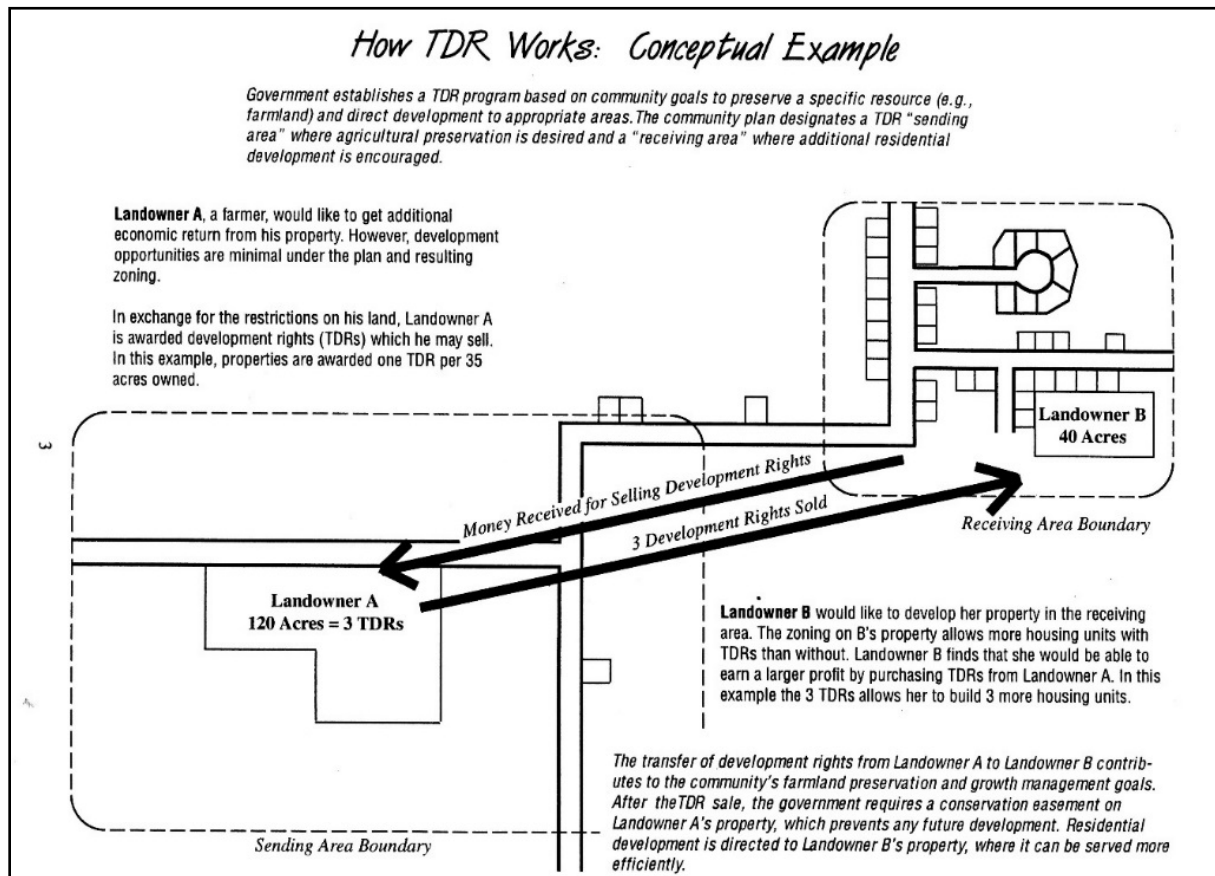 How TDR Works: Conceptual Example
Government establishes a TDR program based on community goals to preserve a specific resource (e.g.,
farmland) and direct development to appropriate areas. The community plan designates a TDR "sending
area" where agricultural preservation is desired and a "receiving area" where additional residential
development is encouraged.
Landowner A, a farmer, would like to get additional
economic return from his property. However, development
opportunities are minimal under the plan and resulting
zoning.
In exchange for the restrictions on his land, Landowner A
is awarded development rights (TDRs) which he may sell.
In this example, properties are awarded one TDR per 35
acres owned.
Landowner B
40 Acres
3
Money Received for Selling Development Rights
3 Development Rights Sold
Receiving Area Boundary
Landowner A
120 Acres = 3 TDRs
Landowner B would like to develop her property in the receiving
area. The zoning on B's property allows more housing units with
TDRs than without. Landowner B finds that she would be able to
earn a larger profit by purchasing TDRs from Landowner A. In this
example the 3 TDRs allows her to build 3 more housing units.
The transfer of development rights from Landowner A to Landowner B contrib-
utes to the community's farmland preservation and growth management goals.
After the TDR sale, the government requires a conservation easement on
Landowner A's property, which prevents any future development. Residential
development is directed to Landowner B's property, where it can be served more
efficiently.
Sending Area Boundary